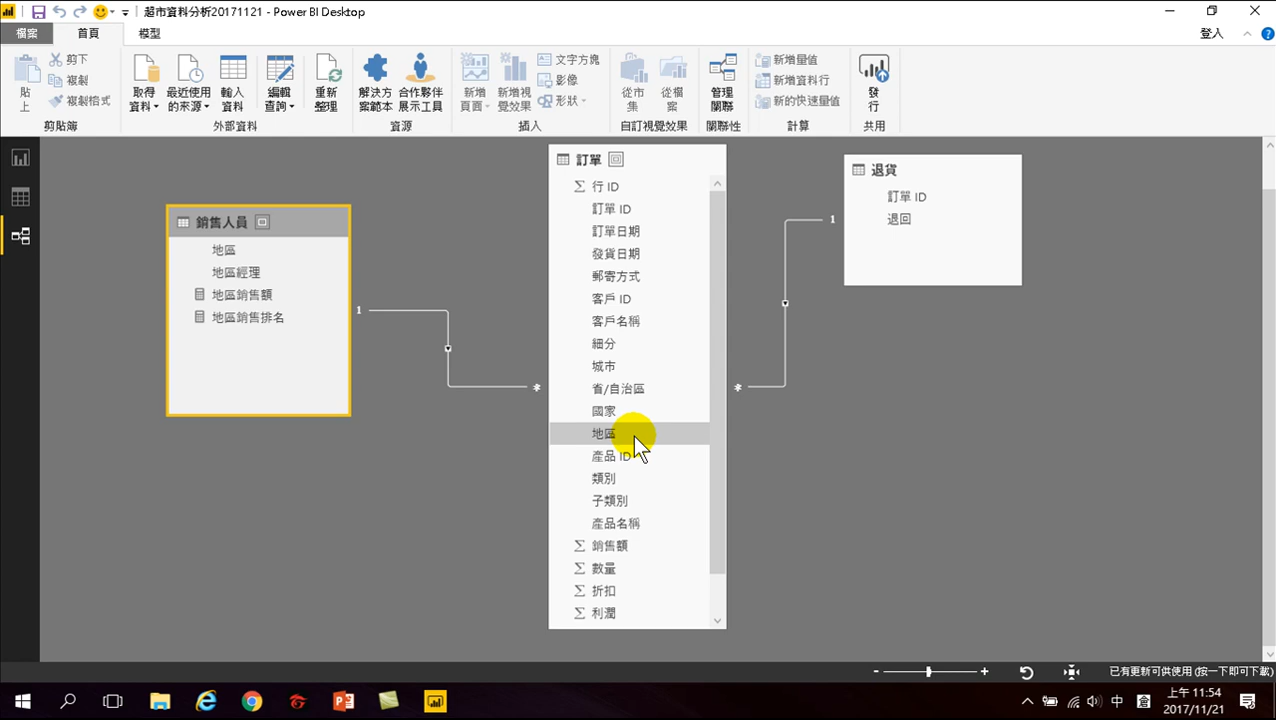 超市資料分析20171121 - Power BI Desktop
檔案
首頁
模型
登入
貼上
剪下
複製
複製格式
剪貼簿
取得資料
最近使用的來源
輸入資料
編輯查詢
重新整理
外部資料
解決方案範本
合作夥伴展示工具
資源
新增頁面
新增視覺效果
文字方塊
影像
形狀
插入
從市集
從檔案
自訂視覺效果
管理關聯
關聯性
新增量值
新增資料行
新的快速量值
計算
發行
共用
銷售人員
地區
地區經理
地區銷售額
地區銷售排名
1
*
訂單
行 ID
訂單 ID
訂單日期
發貨日期
郵寄方式
客戶 ID
客戶名稱
細分
城市
省/自治區
國家
地區
產品 ID
類別
子類別
產品名稱
銷售額
數量
折扣
利潤
*
1
退貨
訂單 ID
退回
已有更新可供使用 (按一下即可下載)
中
倉
上午 11:54
2017/11/21